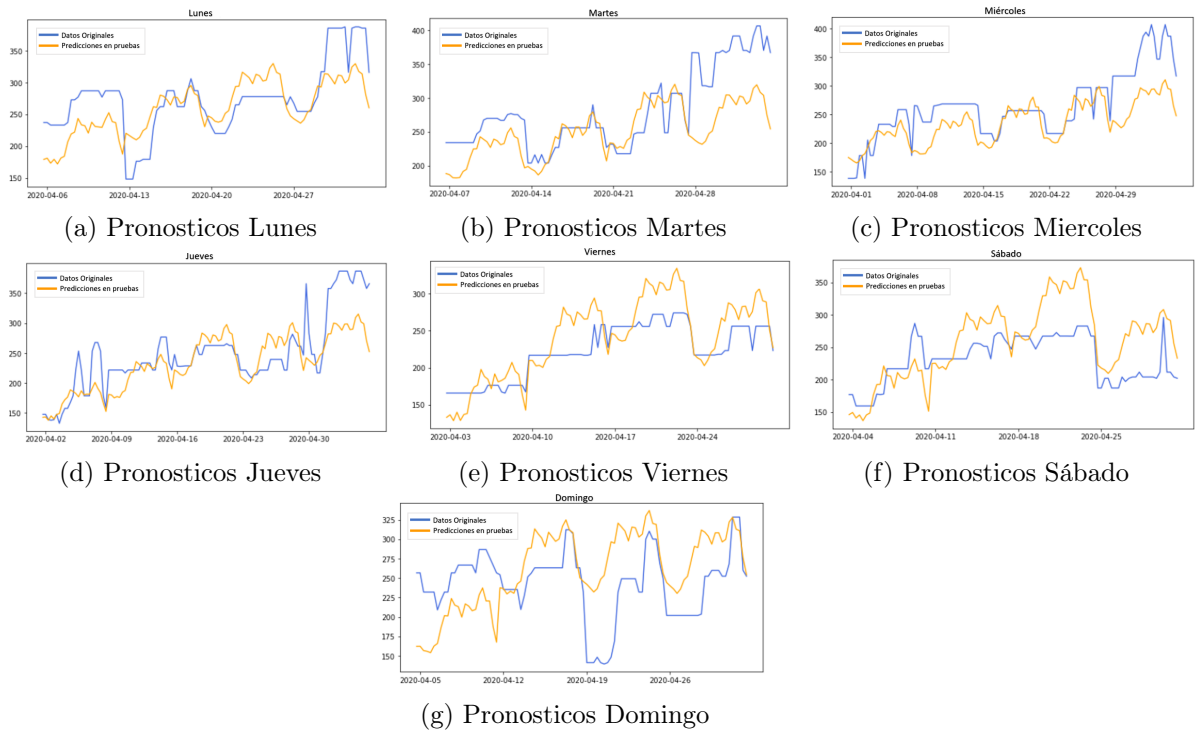 Lunes
Datos Originales
Predicciones en pruebas
350
300
250
200
150
2020-04-06
2020-04-13
2020-04-20
2020-04-27
(a) Pronosticos Lunes
Martes
Datos Originales
Predicciones en pruebas
400
350
300
250
200
2020-04-07
2020-04-14
2020-04-21
2020-04-28
(b) Pronosticos Martes
Miércoles
Datos Originales
Predicciones en pruebas
400
350
300
250
200
150
2020-04-01
2020-04-08
2020-04-15
2020-04-22
2020-04-29
(c) Pronosticos Miercoles
Jueves
Datos Originales
Predicciones en pruebas
350
300
250
200
150
2020-04-02
2020-04-09
2020-04-16
2020-04-23
2020-04-30
(d) Pronosticos Jueves
Viernes
Datos Originales
Predicciones en pruebas
300
250
200
150
2020-04-03
2020-04-10
2020-04-17
2020-04-24
(e) Pronosticos Viernes
Sábado
Datos Originales
Predicciones en pruebas
350
300
250
200
150
2020-04-04
2020-04-11
2020-04-18
2020-04-25
(f) Pronosticos Sábado
Domingo
Datos Originales
Predicciones en pruebas
325
300
275
250
225
200
175
150
2020-04-05
2020-04-12
2020-04-19
2020-04-26
(g) Pronosticos Domingo